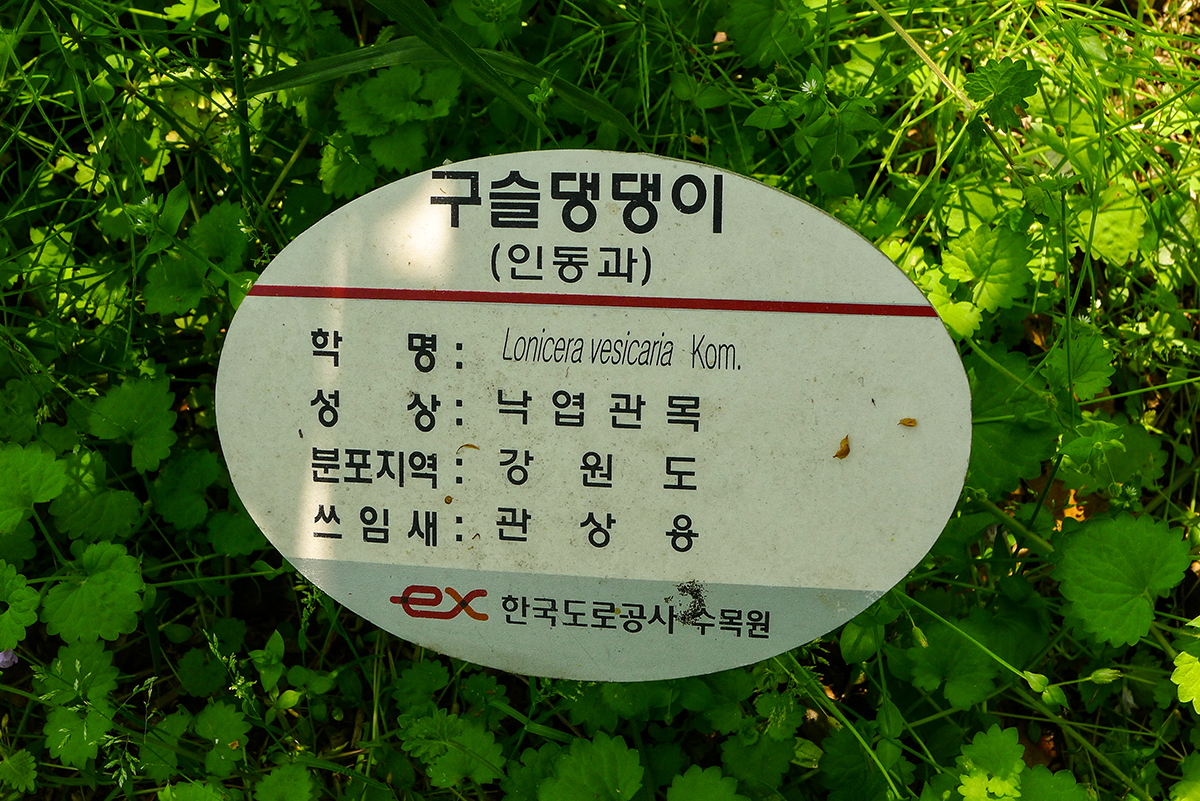 구슬댕댕이
(인동과)
학 명 : Lonicera vesicaria Kom.
성 상 : 낙엽관목
분포지역 : 강 원 도
쓰임새 : 관 상 용
ex 한국도로공사 수목원